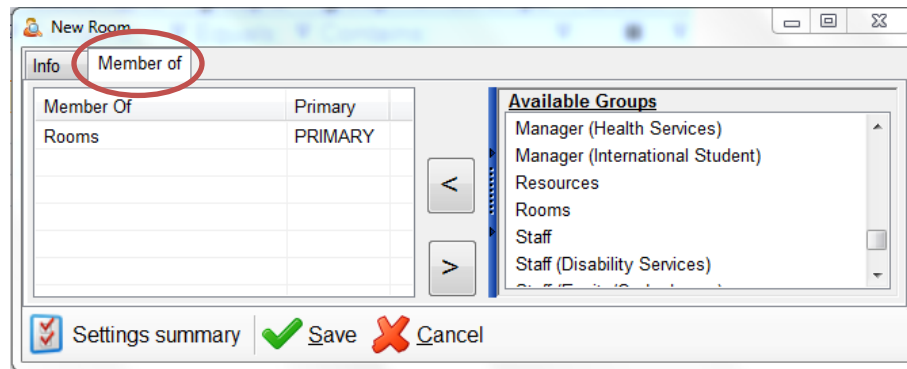 New Room
Info
Member of
Member Of Primary
Rooms PRIMARY
<
>
Available Groups
Manager (Health Services)
Manager (International Student)
Resources
Rooms
Staff
Staff (Disability Services)
Settings summary
Save
Cancel